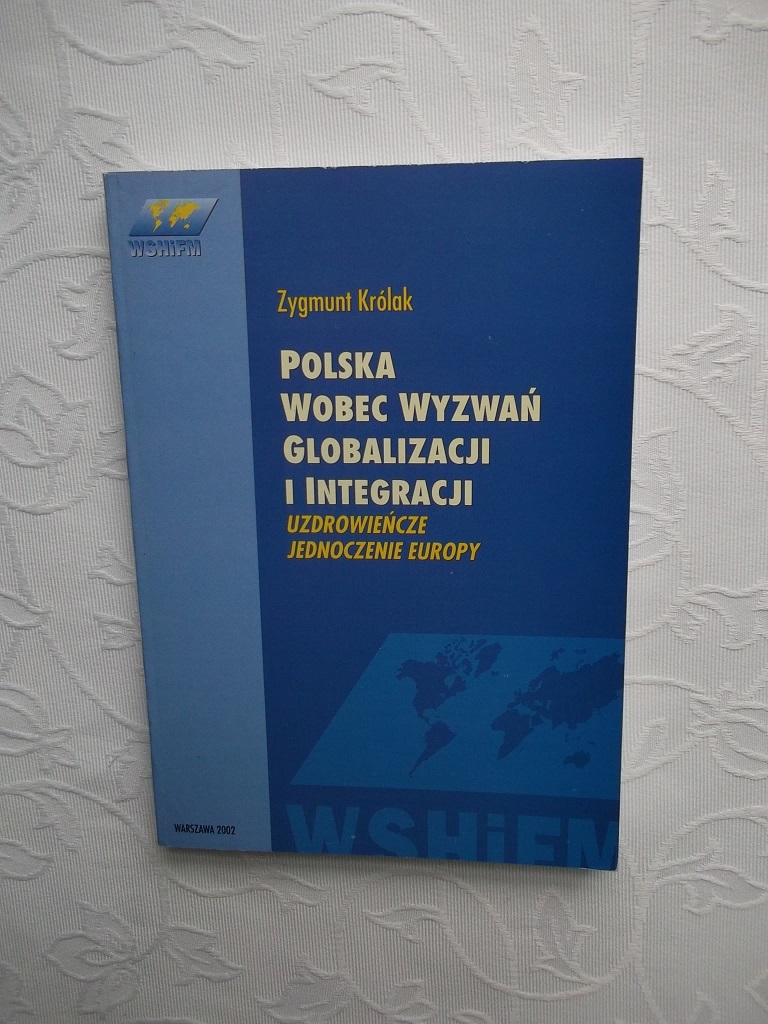 WSHiFM
Zygmunt Królak
POLSKA
WOBEC WYZWAŃ
GLOBALIZACJI
I INTEGRACJI
UZDROWIEŃCZE
JEDNOCZENIE EUROPY
WSHiFM
WARSZAWA 2002